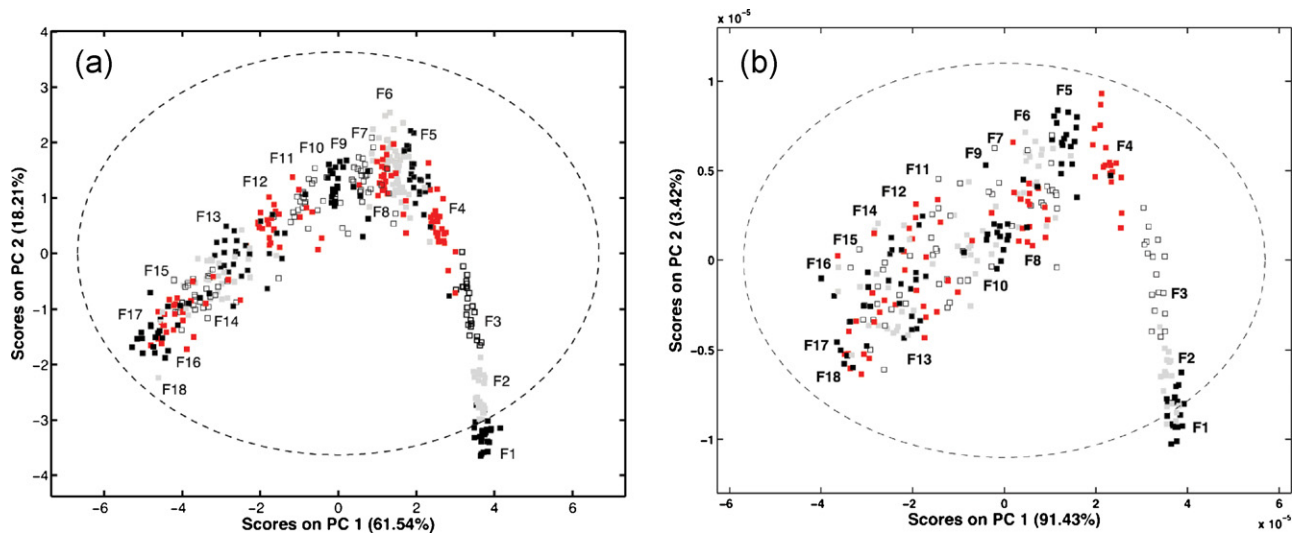 (a)
4
3
2
1
0
−1
−2
−3
−4
Scores on PC 2 (18.21%)
F6
F7
F5
F9
F10
F11
F12
F8
F4
F13
F15
F14
F3
F17
F16
F18
F2
F1
−6 −4 −2 0 2 4 6
Scores on PC 1 (61.54%)
(b)
x 10⁻⁵
1
0.5
0
−0.5
−1
Scores on PC 2 (3.42%)
F5
F6
F7
F4
F9
F11
F12
F14
F15
F8
F16
F10
F3
F17
F13
F2
F18
F1
−6 −4 −2 0 2 4 6
Scores on PC 1 (91.43%)
x 10⁻⁵